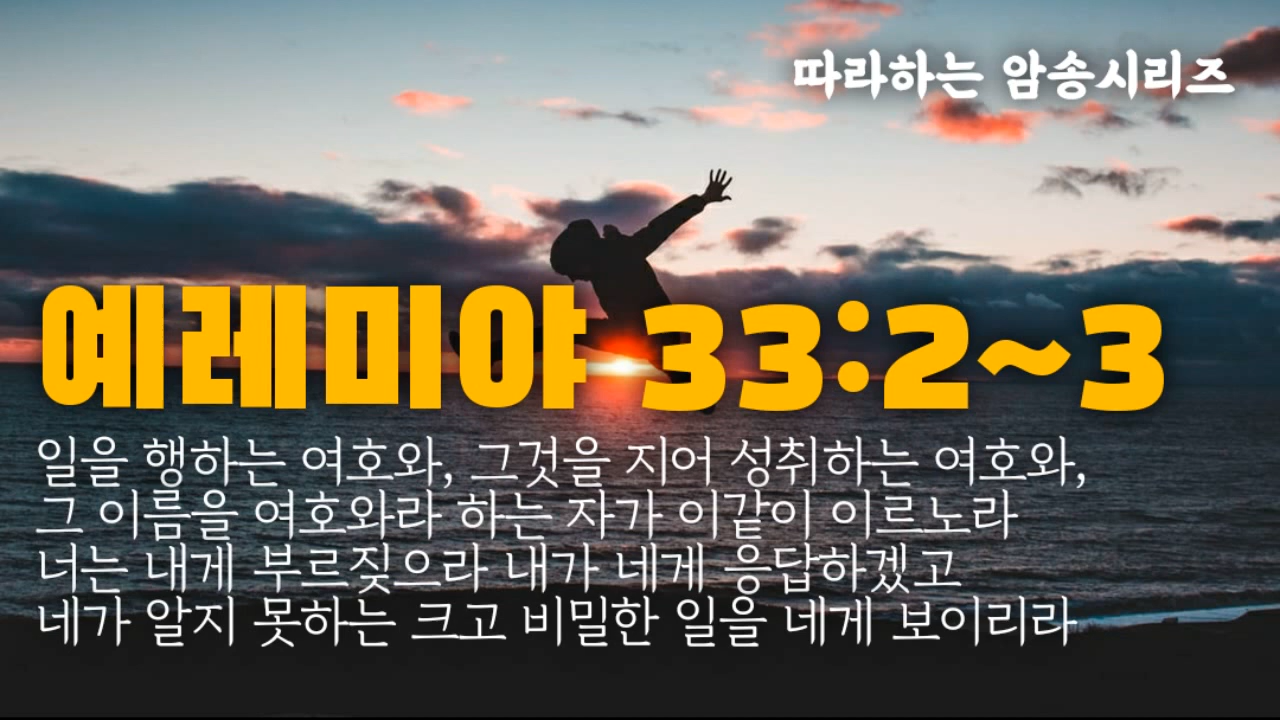 따라하는 암송시리즈
예레미야 33:2~3
일을 행하는 여호와, 그것을 지어 성취하는 여호와,
그 이름을 여호와라 하는 자가 이같이 이르노라
너는 내게 부르짖으라 내가 네게 응답하겠고
네가 알지 못하는 크고 비밀한 일을 네게 보이리라